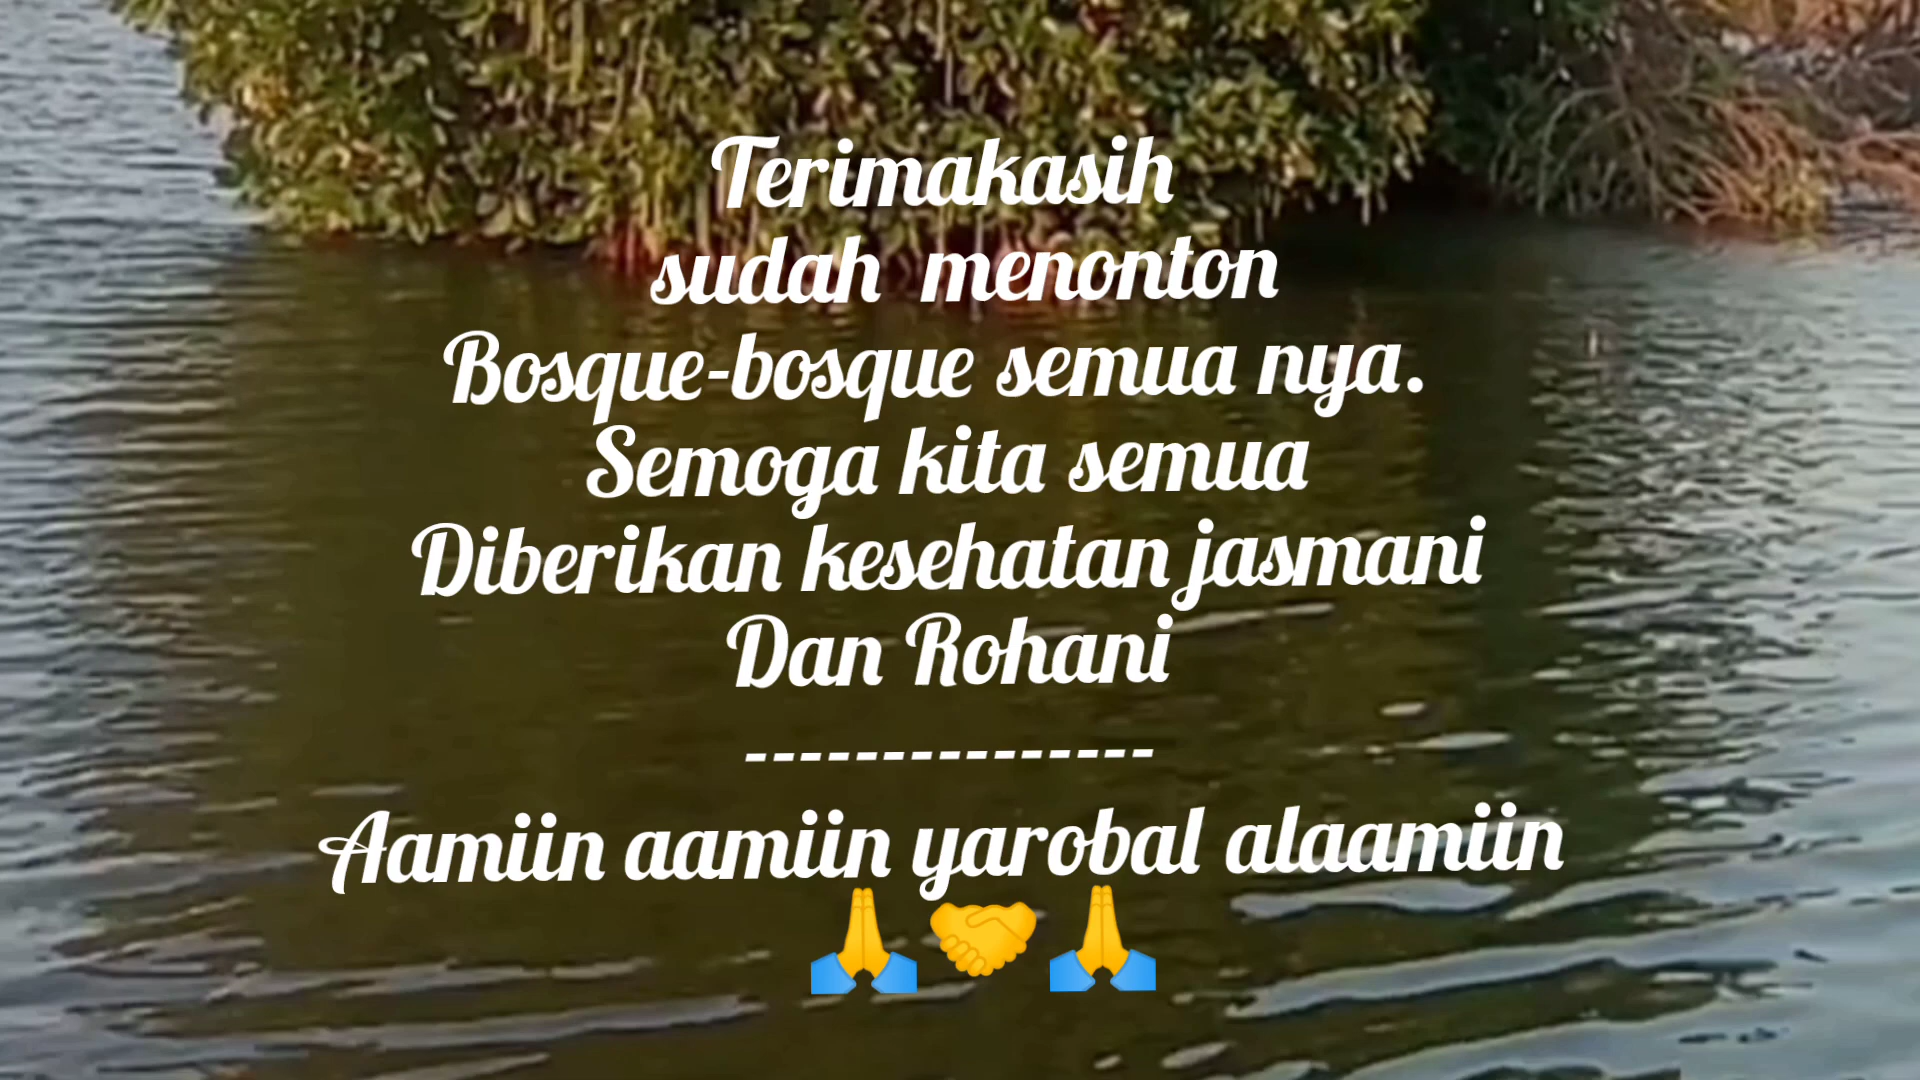 Terimakasih
sudah menonton
Bosque-bosque semua nya.
Semoga kita semua
Diberikan kesehatan jasmani
Dan Rohani
---------------
Aamiin aamiin yarobal alaamiin
🙏🤝🙏